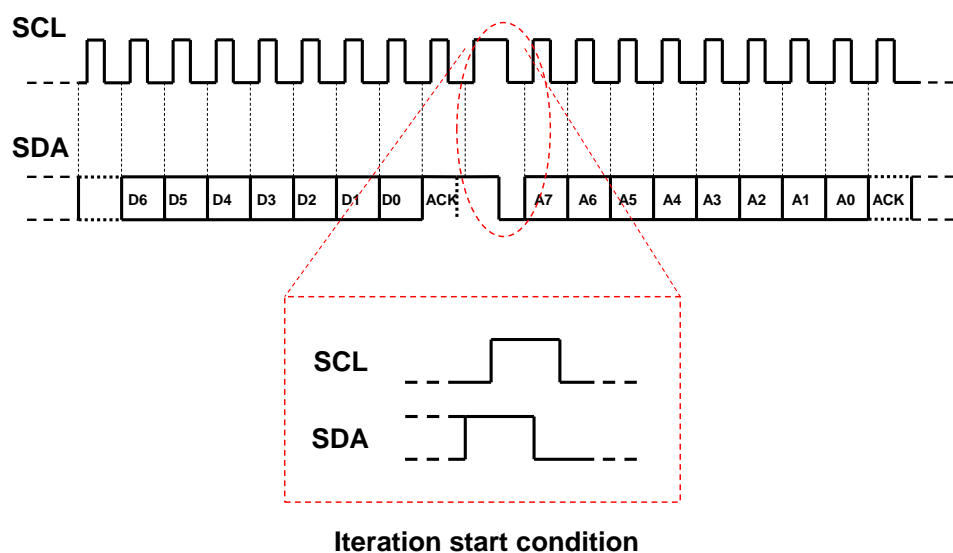 SCL
SDA
D6 D5 D4 D3 D2 D1 D0 ACK A7 A6 A5 A4 A3 A2 A1 A0 ACK
SCL
SDA
Iteration start condition